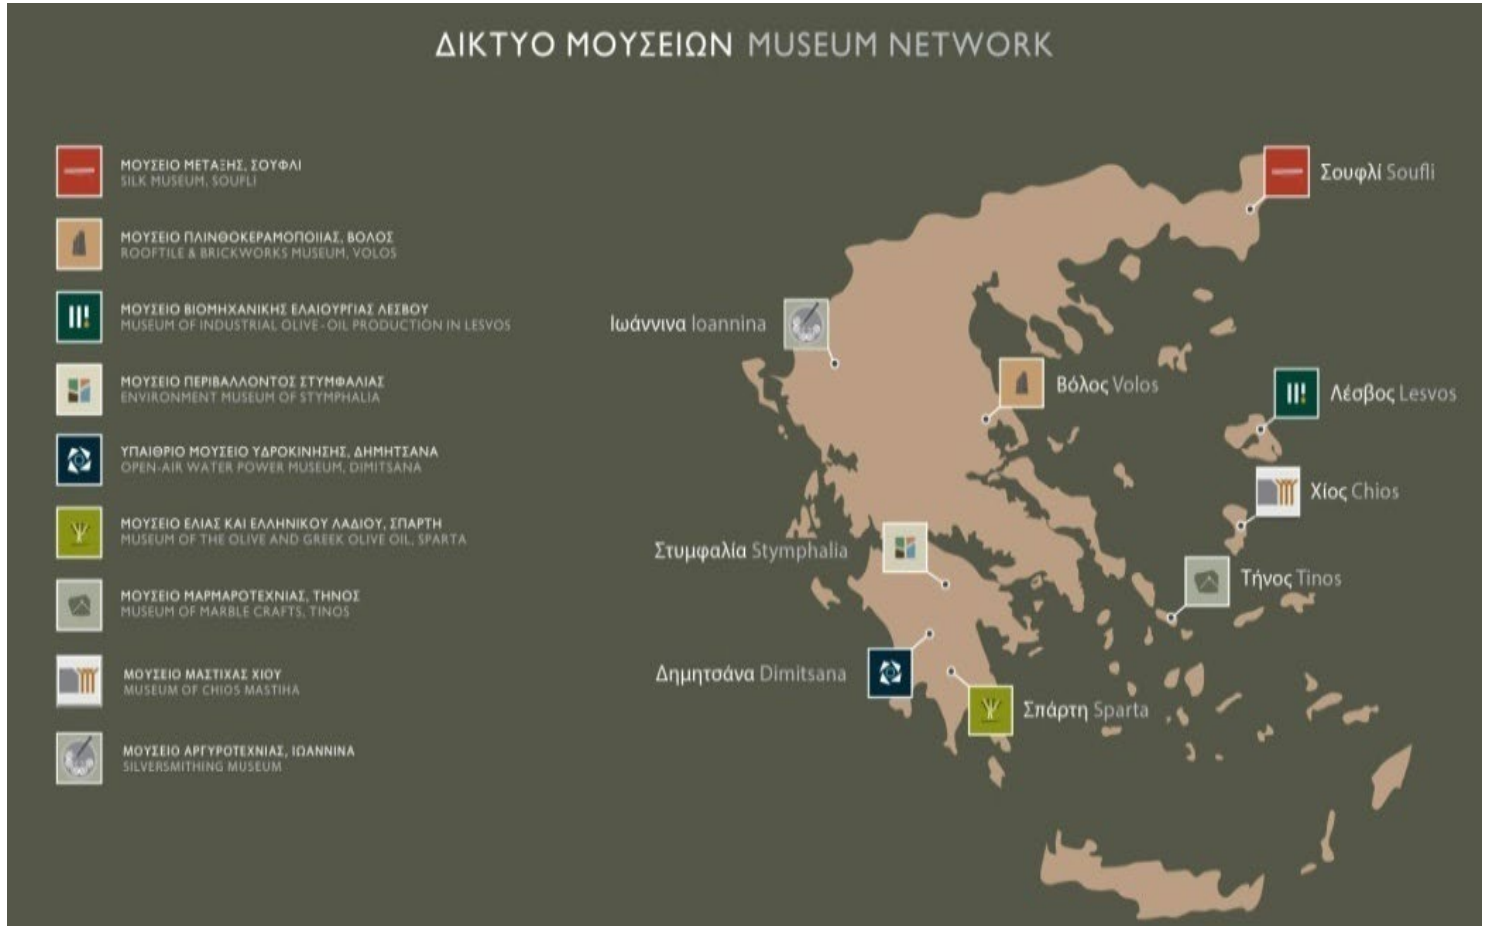 ΔΙΚΤΥΟ ΜΟΥΣΕΙΩΝ MUSEUM NETWORK
ΜΟΥΣΕΙΟ ΜΕΤΑΞΗΣ, ΣΟΥΦΛΙ
SILK MUSEUM, SOUFLI
ΜΟΥΣΕΙΟ ΠΛΙΝΘΟΚΕΡΑΜΟΠΟΙΙΑΣ, ΒΟΛΟΣ
ROOFTILE & BRICKWORKS MUSEUM, VOLOS
ΜΟΥΣΕΙΟ ΒΙΟΜΗΧΑΝΙΚΗΣ ΕΛΑΙΟΥΡΓΙΑΣ ΛΕΣΒΟΥ
MUSEUM OF INDUSTRIAL OLIVE-OIL PRODUCTION IN LESVOS
ΜΟΥΣΕΙΟ ΠΕΡΙΒΑΛΛΟΝΤΟΣ ΣΤΥΜΦΑΛΙΑΣ
ENVIRONMENT MUSEUM OF STYMPHALIA
ΥΠΑΙΘΡΙΟ ΜΟΥΣΕΙΟ ΥΔΡΟΚΙΝΗΣΗΣ, ΔΗΜΗΤΣΑΝΑ
OPEN-AIR WATER POWER MUSEUM, DIMITSANA
ΜΟΥΣΕΙΟ ΕΛΙΑΣ ΚΑΙ ΕΛΛΗΝΙΚΟΥ ΛΑΔΙΟΥ, ΣΠΑΡΤΗ
MUSEUM OF THE OLIVE AND GREEK OLIVE OIL, SPARTA
ΜΟΥΣΕΙΟ ΜΑΡΜΑΡΟΤΕΧΝΙΑΣ, ΤΗΝΟΣ
MUSEUM OF MARBLE CRAFTS, TINOS
ΜΟΥΣΕΙΟ ΜΑΣΤΙΧΑΣ ΧΙΟΥ
MUSEUM OF CHIOS MASTIHA
ΜΟΥΣΕΙΟ ΑΡΓΥΡΟΤΕΧΝΙΑΣ, ΙΩΑΝΝΙΝΑ
SILVERSMITHING MUSEUM
Σουφλί Soufli
Ιωάννινα Ioannina
Βόλος Volos
Λέσβος Lesvos
Χίος Chios
Στυμφαλία Stymphalia
Τήνος Tinos
Δημητσάνα Dimitsana
Σπάρτη Sparta